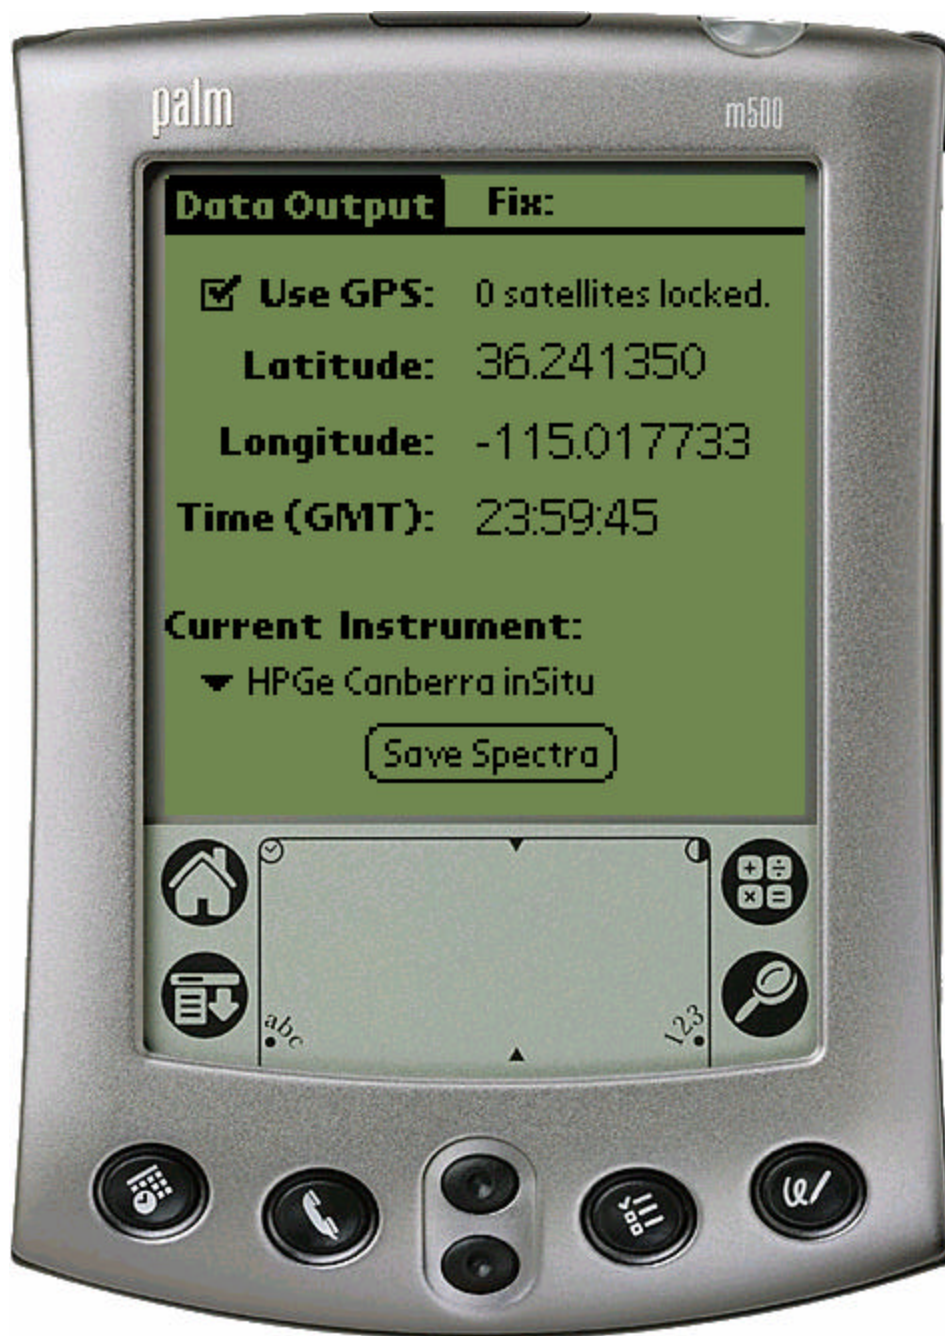 palm m500
Data Output Fix:
Use GPS: 0 satellites locked.
Latitude: 36.241350
Longitude: -115.017733
Time (GMT): 23:59:45
Current Instrument:
HPGe Canberra inSitu
Save Spectra
abc 123